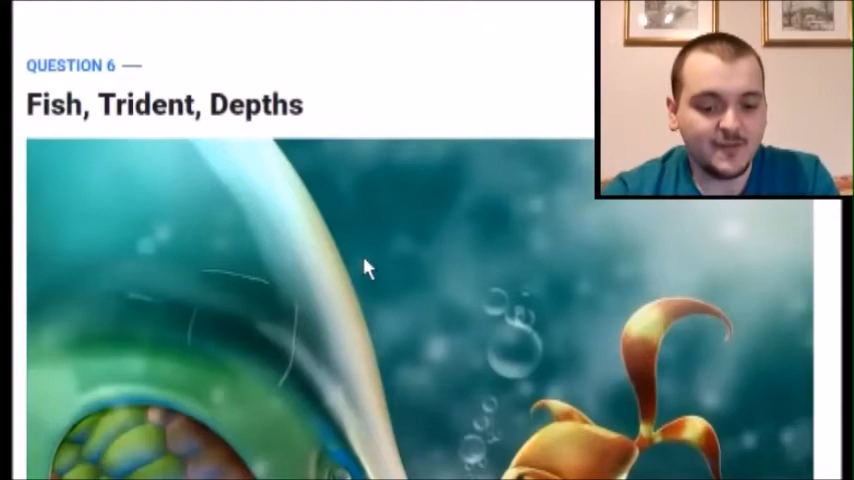 QUESTION 6 —
Fish, Trident, Depths